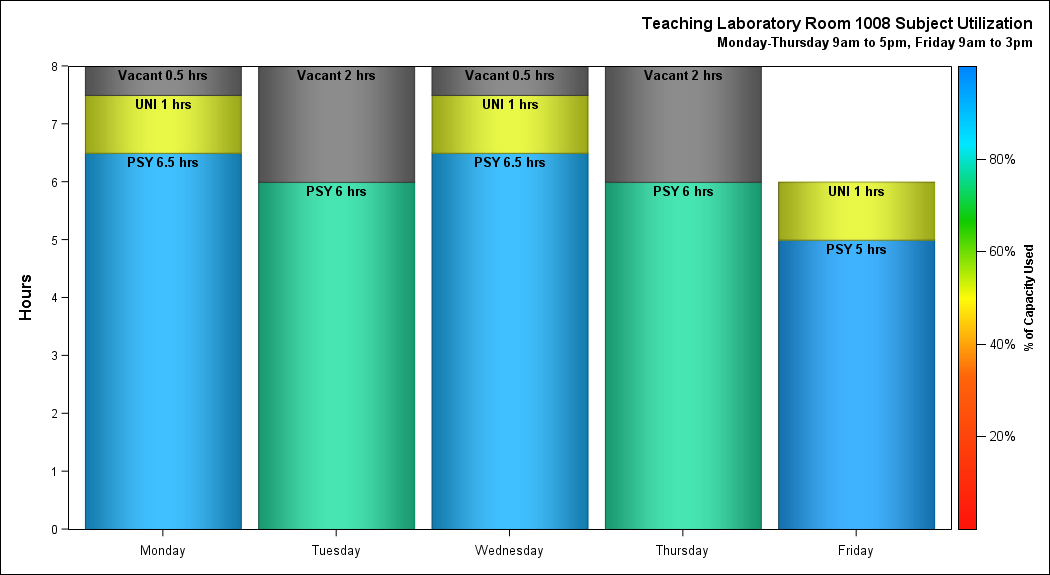 Teaching Laboratory Room 1008 Subject Utilization
Monday-Thursday 9am to 5pm, Friday 9am to 3pm
8
7
6
5
4
3
2
1
0
Hours
Vacant 0.5 hrs
UNI 1 hrs
PSY 6.5 hrs
Vacant 2 hrs
PSY 6 hrs
Vacant 0.5 hrs
UNI 1 hrs
PSY 6.5 hrs
Vacant 2 hrs
PSY 6 hrs
UNI 1 hrs
PSY 5 hrs
Monday
Tuesday
Wednesday
Thursday
Friday
80%
60%
40%
20%
% of Capacity Used